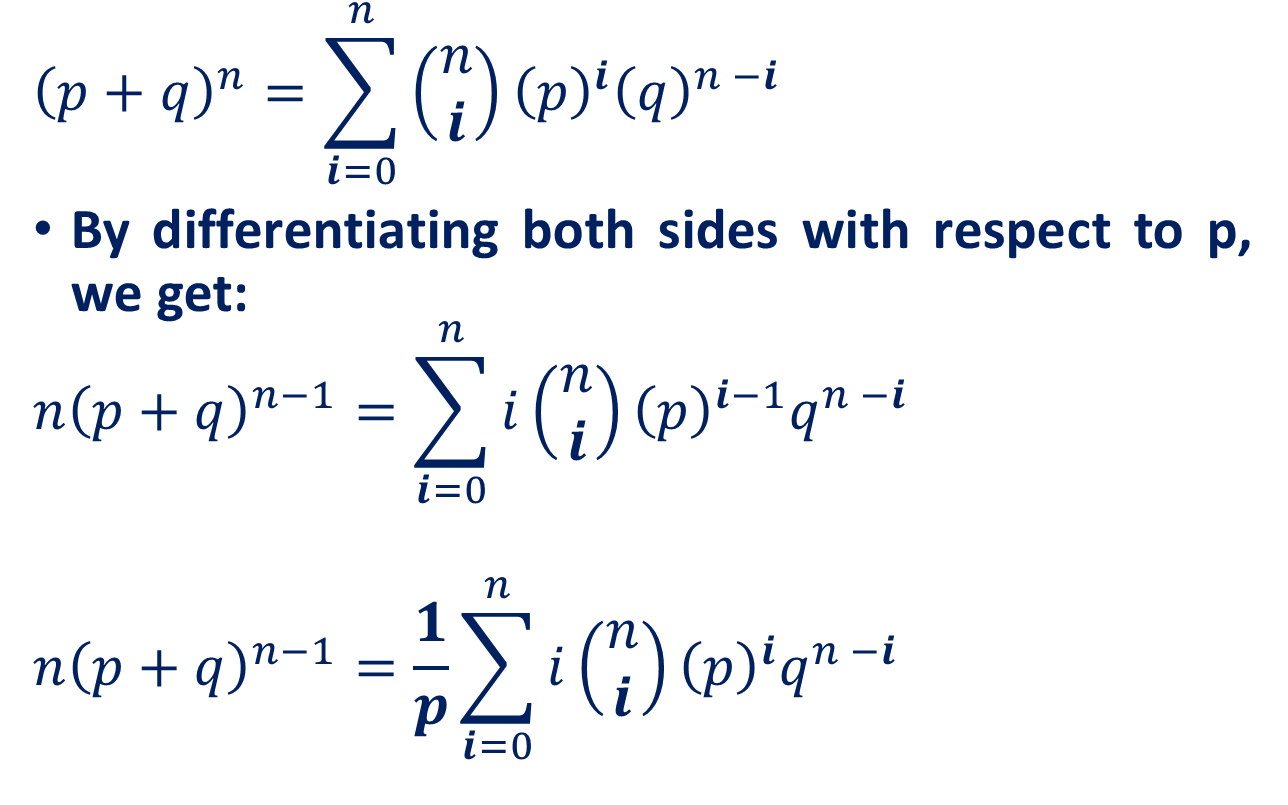 $(p + q)^n = \sum_{i=0}^{n} \binom{n}{i} (p)^i (q)^{n-i}$
• By differentiating both sides with respect to p,
we get:
$n(p + q)^{n-1} = \sum_{i=0}^{n} i \binom{n}{i} (p)^{i-1} q^{n-i}$
$n(p + q)^{n-1} = \frac{1}{p} \sum_{i=0}^{n} i \binom{n}{i} (p)^i q^{n-i}$